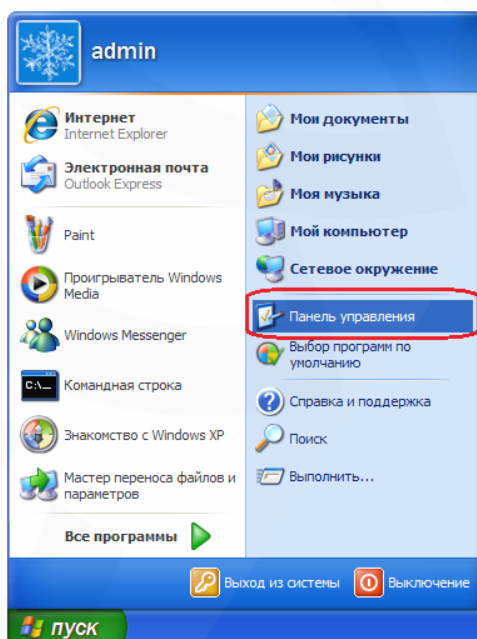 admin
Интернет
Internet Explorer
Электронная почта
Outlook Express
Paint
Проигрыватель Windows
Media
Windows Messenger
C:\_
Командная строка
Знакомство с Windows XP
Мастер переноса файлов и
параметров
Все программы
Мои документы
Мои рисунки
Моя музыка
Мой компьютер
Сетевое окружение
Панель управления
Выбор программ по
умолчанию
Справка и поддержка
Поиск
Выполнить...
Выход из системы
Выключение
пуск